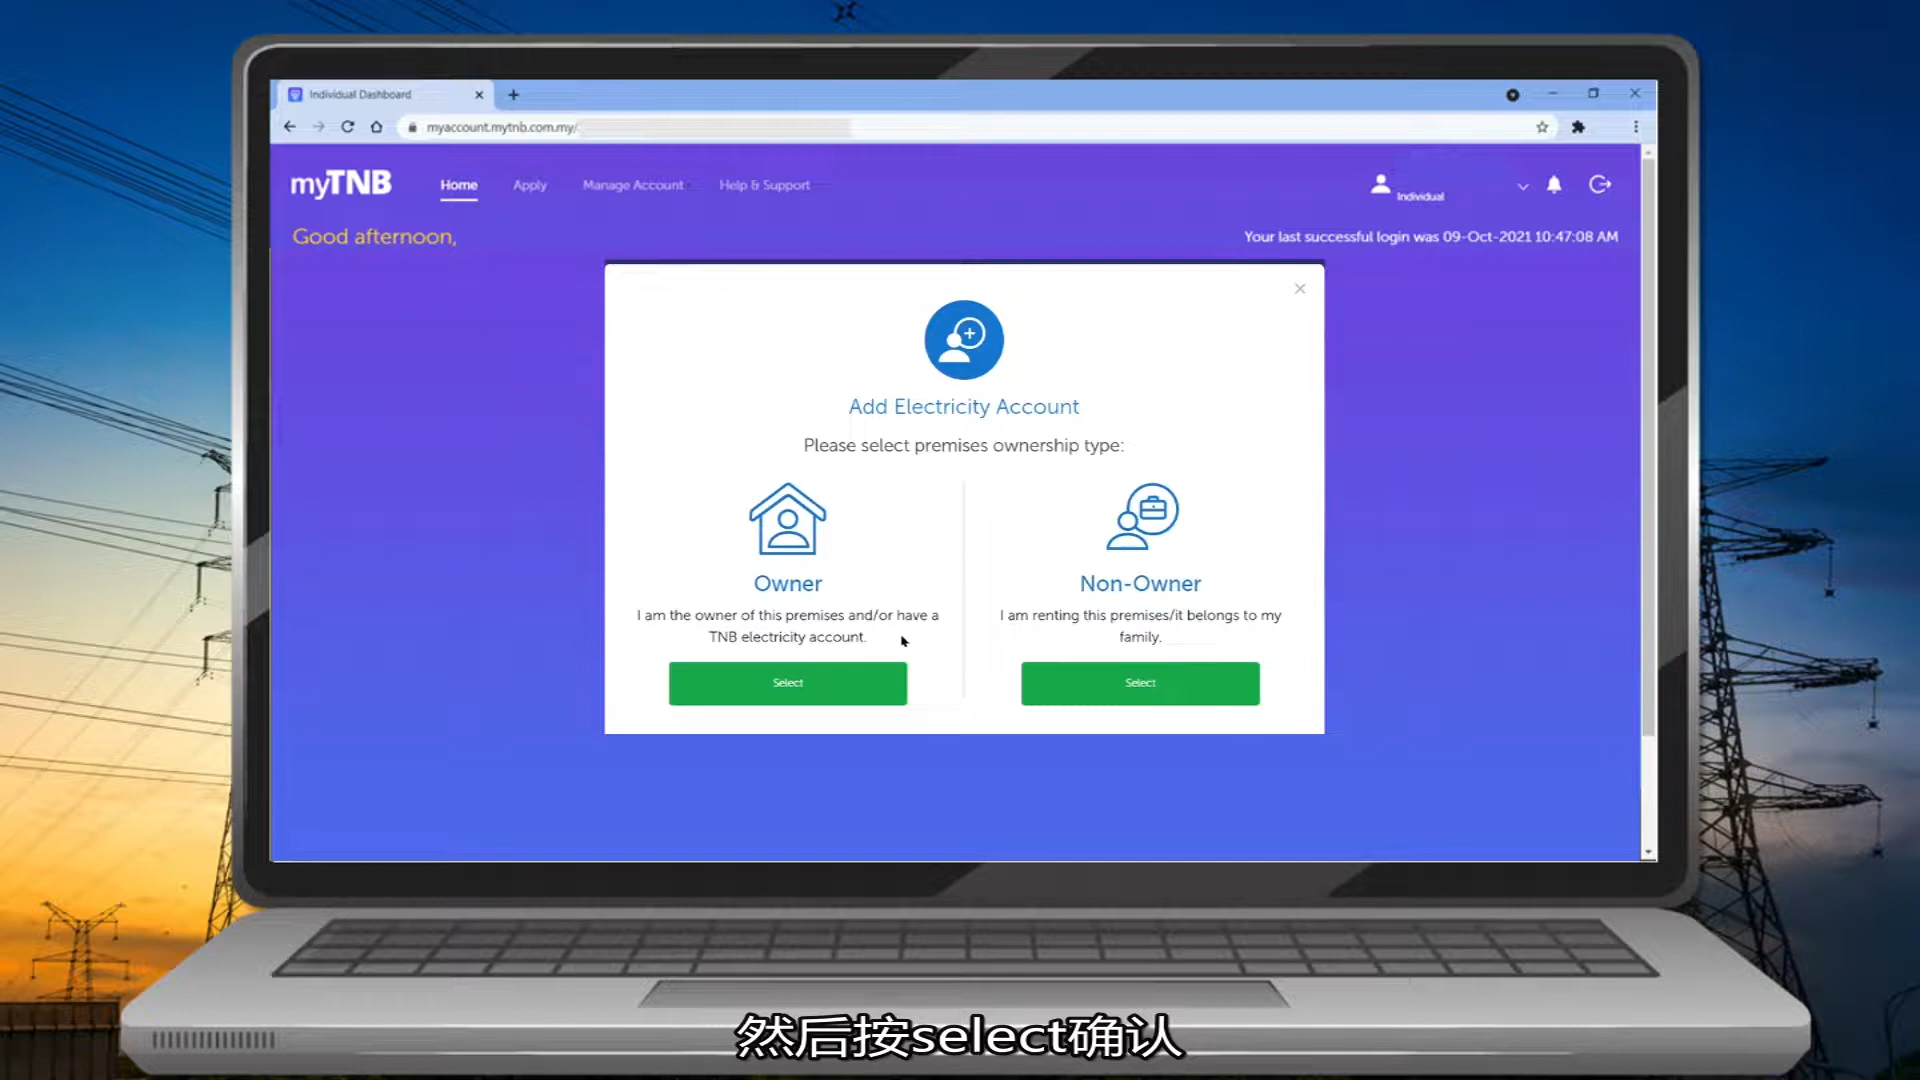 Individual Dashboard
myaccount.mytnb.com.my/
myTNB
Home
Apply
Manage Account
Help & Support
Individual
Good afternoon,
Your last successful login was 09-Oct-2021 10:47:08 AM
Add Electricity Account
Please select premises ownership type:
Owner
I am the owner of this premises and/or have a
TNB electricity account.
Select
Non-Owner
I am renting this premises/it belongs to my
family.
Select
然后按select确认